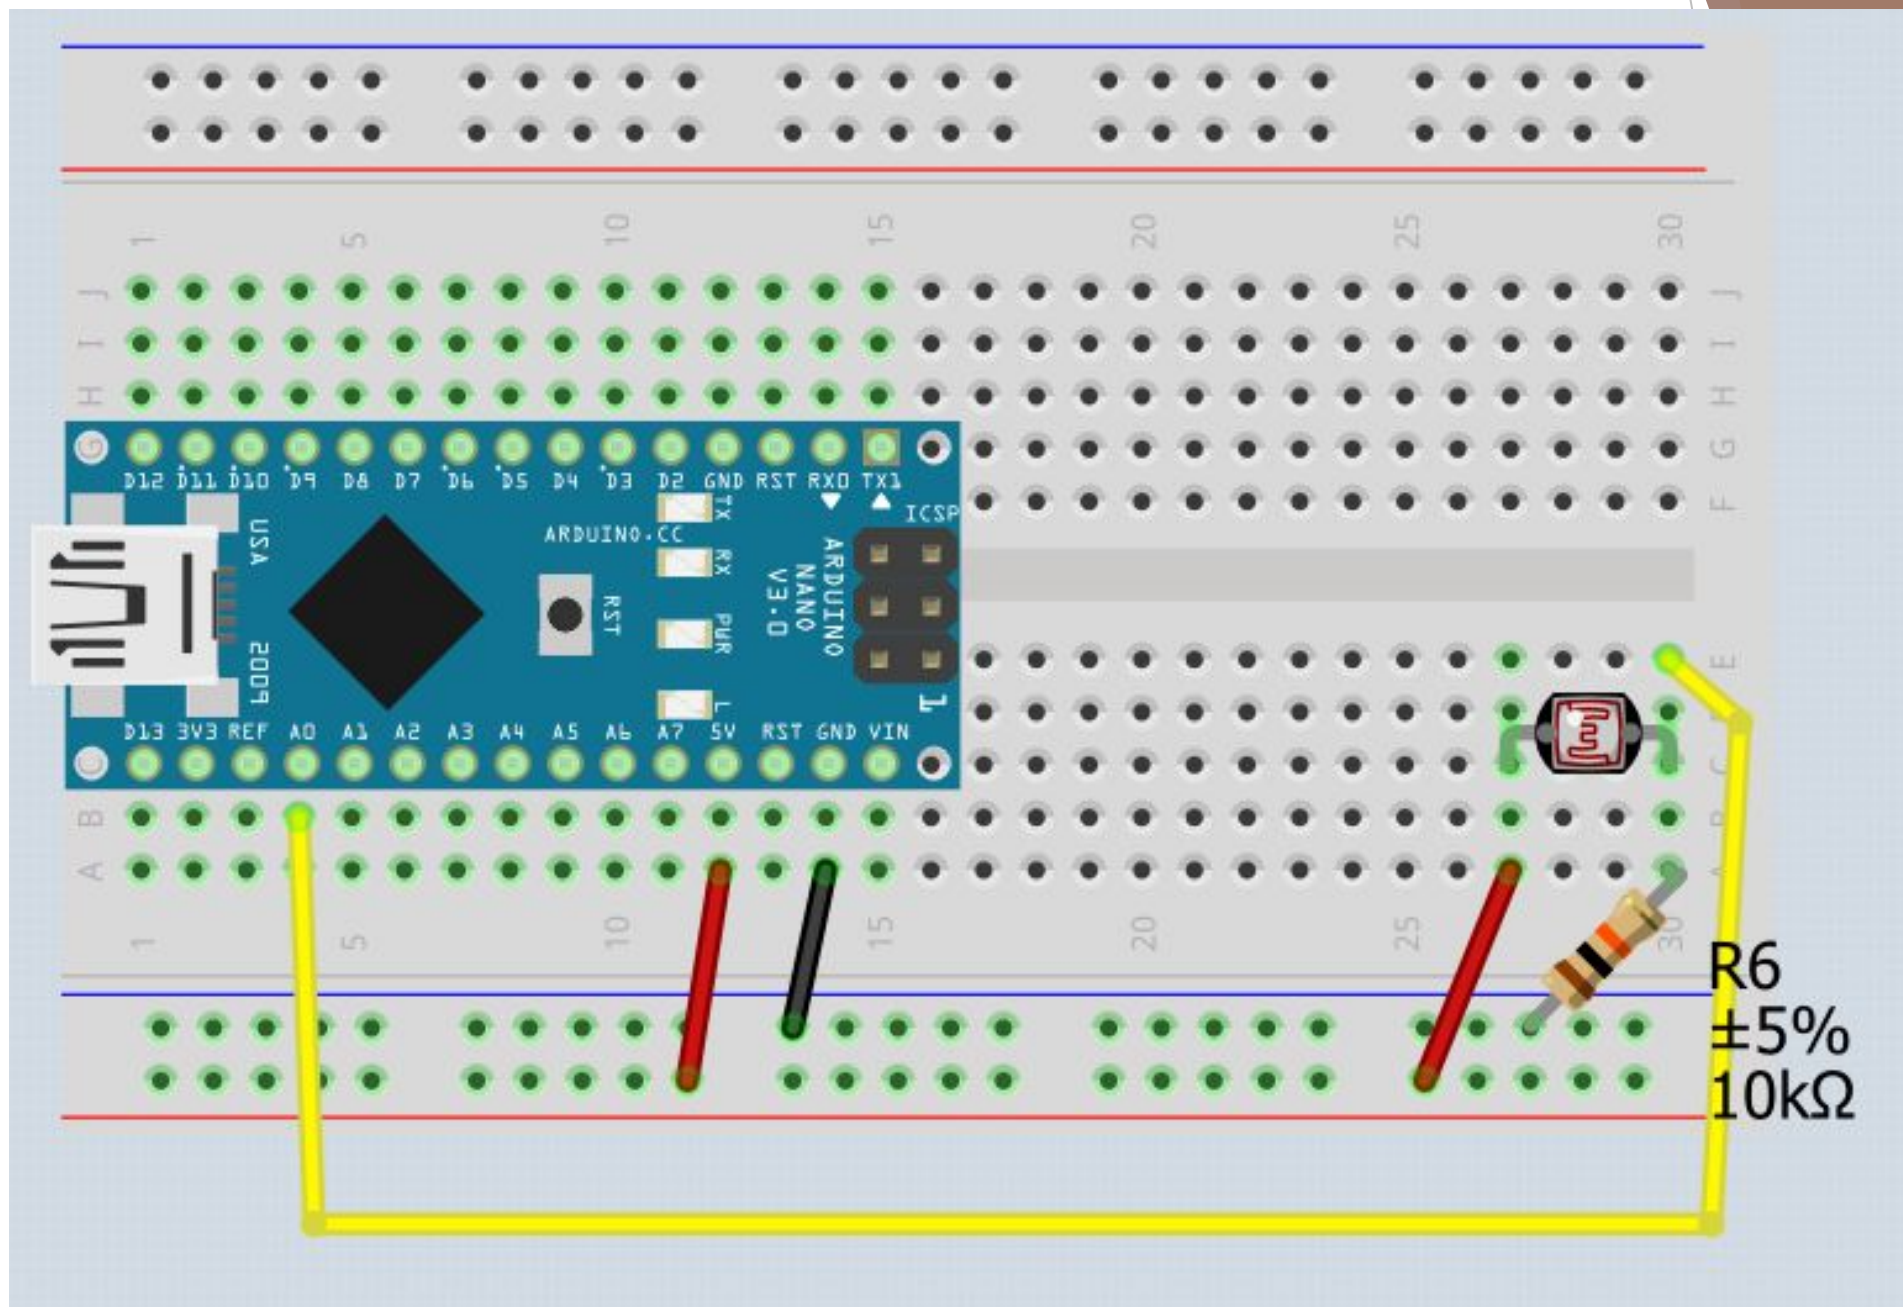 1 5 10 15 20 25 30
J J
I I
H H
G G
D12 D11 D10 D9 D8 D7 D6 D5 D4 D3 D2 GND RST RX0 TX1
F
ICSP
TX
USA
ARDUINO.CC
RX
ARDUINO
NANO
V3.0
RST
PWR
E
2009
L
1
D13 3V3 REF A0 A1 A2 A3 A4 A5 A6 A7 5V RST GND VIN
C C
B B
A A
1 5 10 15 20 25 30
R6
±5%
10kΩ